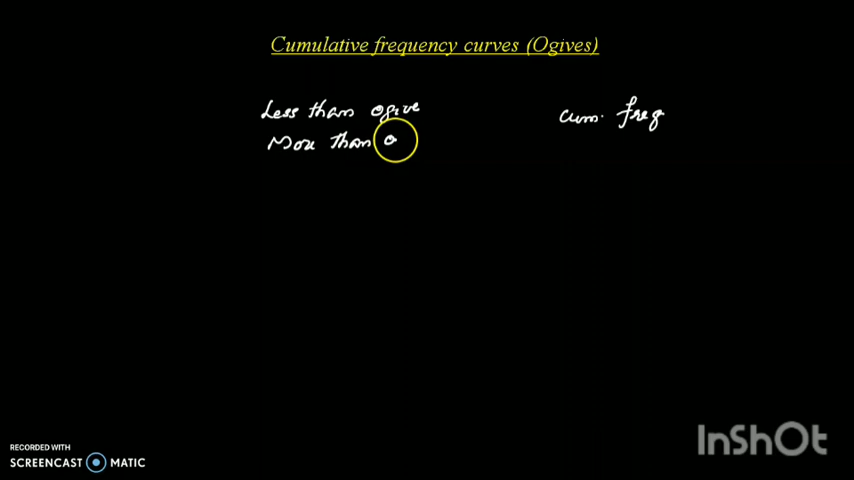 Cumulative frequency curves (Ogives)
Less than ogive
cum. freq
More than o
RECORDED WITH
SCREENCAST MATIC
InShOt